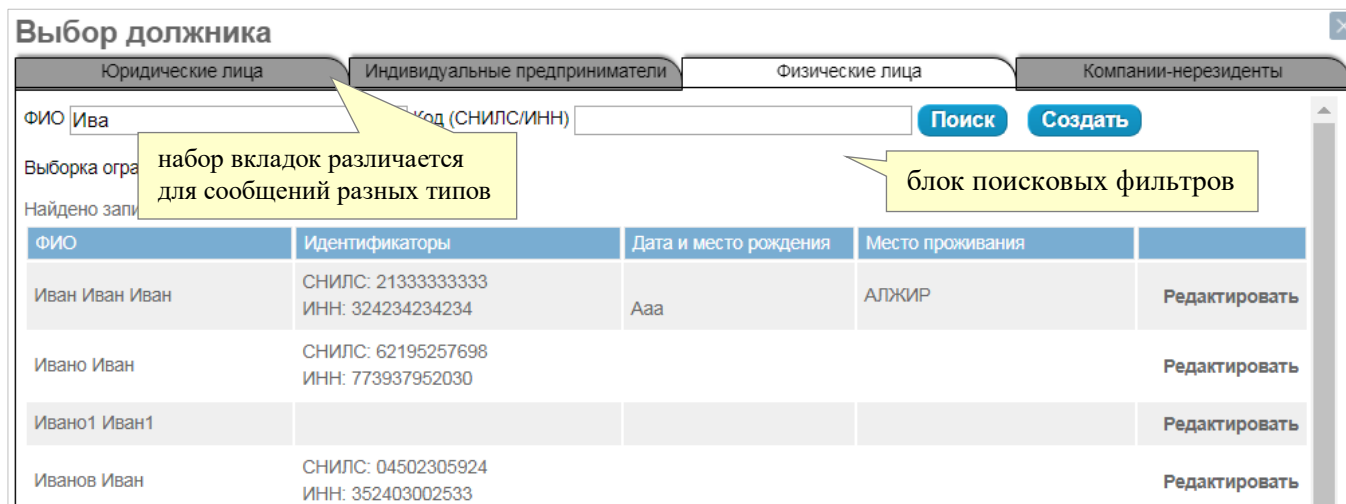 Выбор должника
Юридические лица Индивидуальные предприниматели Физические лица Компании-нерезиденты
ФИО Ива Код (СНИЛС/ИНН) Поиск Создать
набор вкладок различается
для сообщений разных типов
блок поисковых фильтров
Выборка
Найдено
ФИО Идентификаторы Дата и место рождения Место проживания
Иван Иван Иван СНИЛС: 21333333333
ИНН: 324234234234 Ааа АЛЖИР Редактировать
Ивано Иван СНИЛС: 62195257698
ИНН: 773937952030 Редактировать
Ивано1 Иван1 Редактировать
Иванов Иван СНИЛС: 04502305924
ИНН: 352403002533 Редактировать